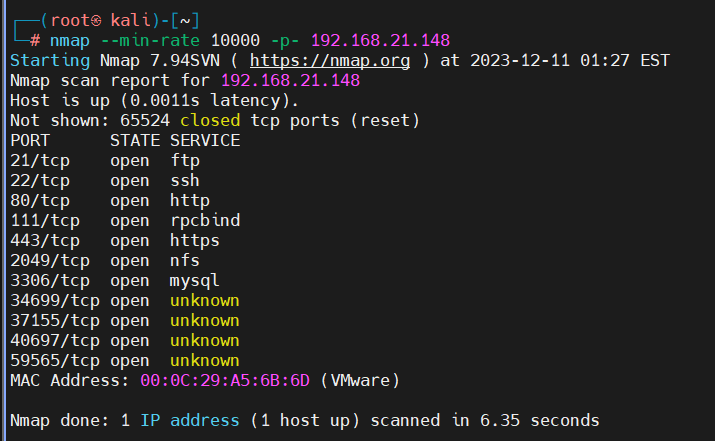 ┌──(root㉿ kali)-[~]
└─# nmap --min-rate 10000 -p- 192.168.21.148
Starting Nmap 7.94SVN ( https://nmap.org ) at 2023-12-11 01:27 EST
Nmap scan report for 192.168.21.148
Host is up (0.0011s latency).
Not shown: 65524 closed tcp ports (reset)
PORT      STATE SERVICE
21/tcp    open  ftp
22/tcp    open  ssh
80/tcp    open  http
111/tcp   open  rpcbind
443/tcp   open  https
2049/tcp  open  nfs
3306/tcp  open  mysql
34699/tcp open  unknown
37155/tcp open  unknown
40697/tcp open  unknown
59565/tcp open  unknown
MAC Address: 00:0C:29:A5:6B:6D (VMware)
Nmap done: 1 IP address (1 host up) scanned in 6.35 seconds